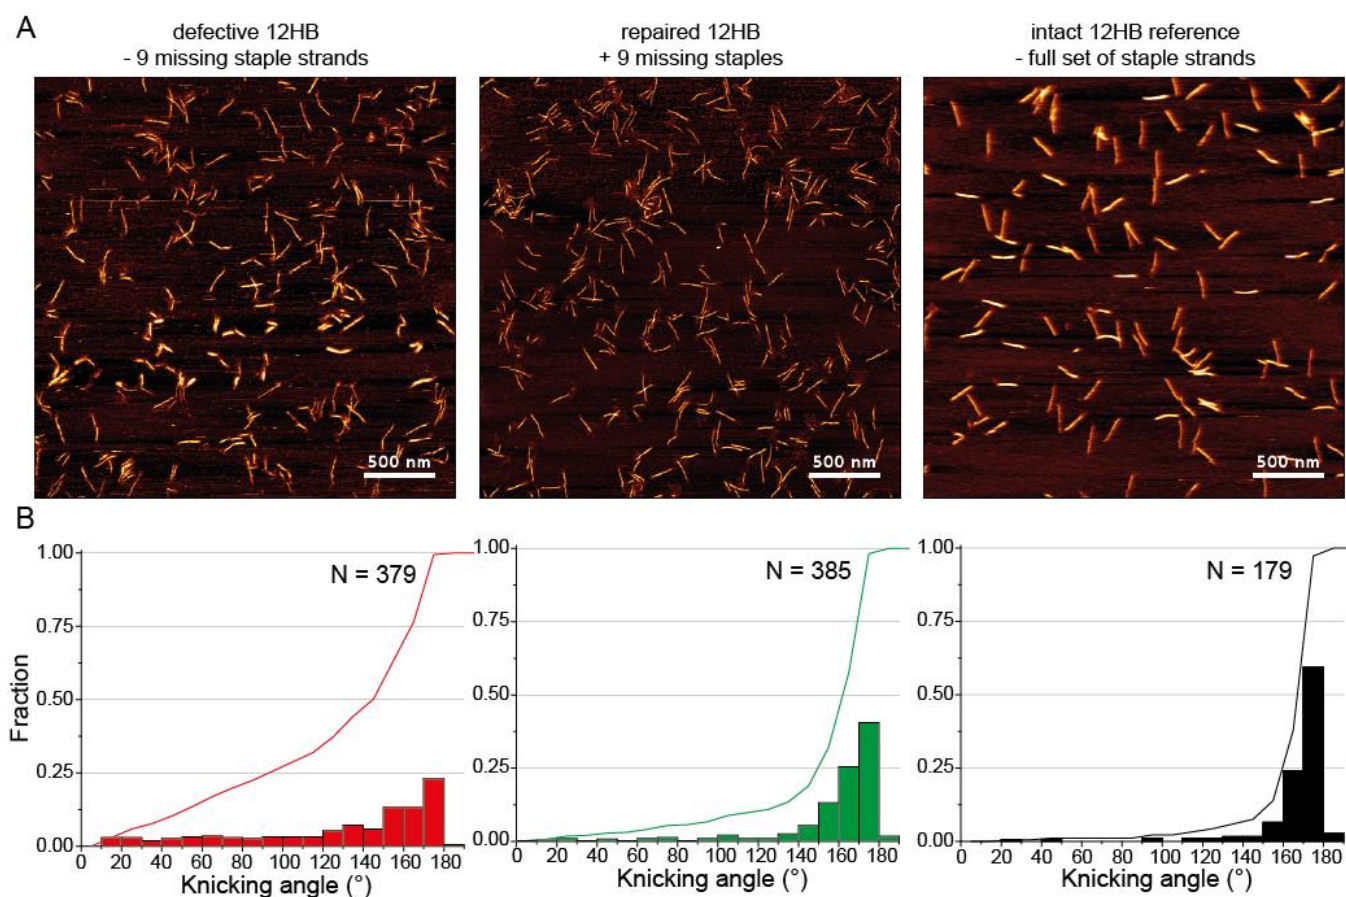 A
defective 12HB
- 9 missing staple strands
repaired 12HB
+ 9 missing staples
intact 12HB reference
- full set of staple strands
500 nm
500 nm
500 nm
B
1.00
0.75
0.50
0.25
0.00
Fraction
N = 379
0 20 40 60 80 100 120 140 160 180
Knicking angle (°)
1.00
0.75
0.50
0.25
0.00
N = 385
0 20 40 60 80 100 120 140 160 180
Knicking angle (°)
1.00
0.75
0.50
0.25
0.00
N = 179
0 20 40 60 80 100 120 140 160 180
Knicking angle (°)